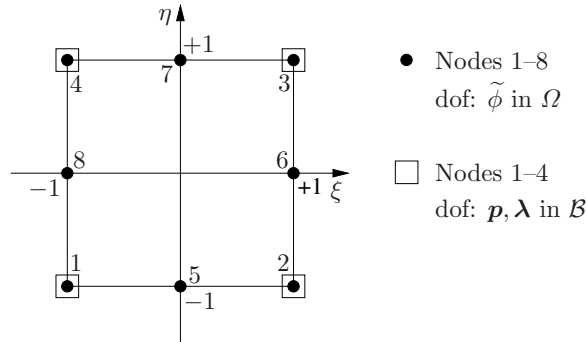 η
+1
4
7
3
Nodes 1–8
dof: φ̃ in Ω
8
6
−1
+1
ξ
Nodes 1–4
dof: p, λ in ℬ
1
5
2
−1